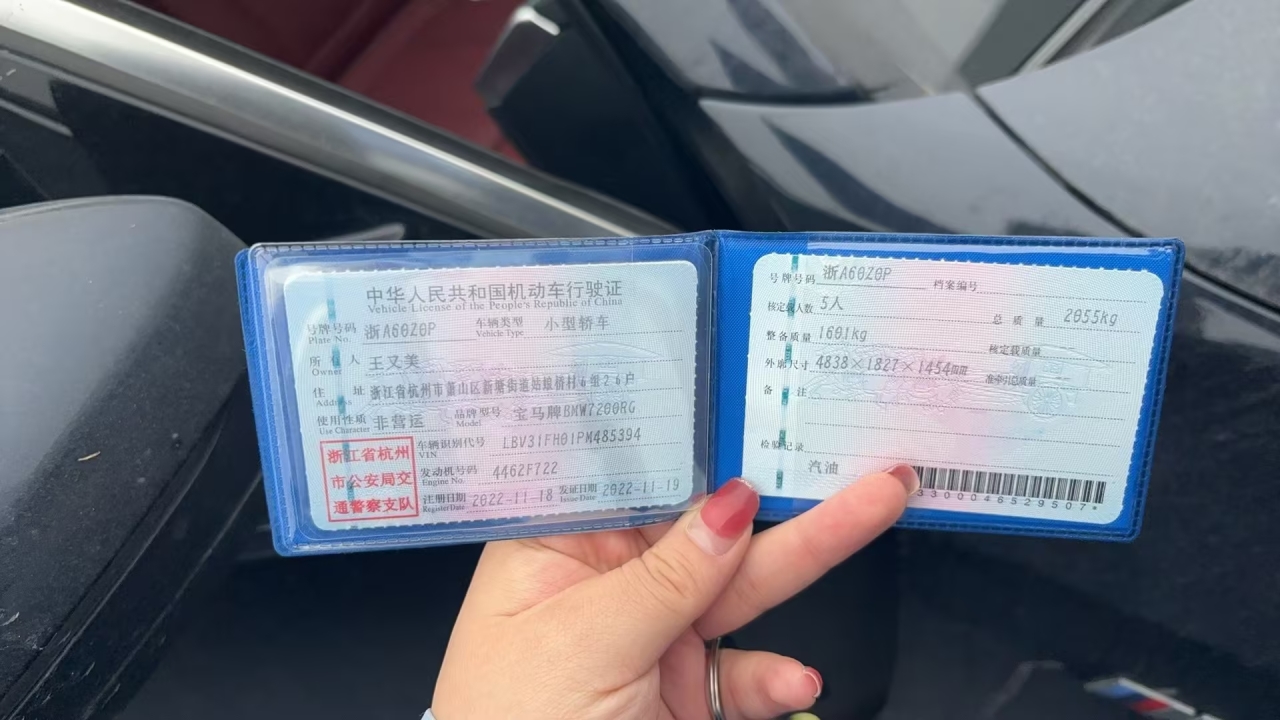 中华人民共和国机动车行驶证
Vehicle License of the People's Republic of China
号牌号码 浙A60Z0P 车辆类型 小型轿车
Plate No. Vehicle Type
所 有 人 王又美
Owner
住 址 浙江省杭州市萧山区新塘街道姑娘桥村6组26户
Address
使用性质 非营运 品牌型号 宝马牌BMW7200RG
Use Character Model
浙江省杭州
市公安局交
通警察支队
车辆识别代号 LBV31FH01PM485394
VIN
发动机号码 4462F722
Engine No.
注册日期 2022-11-18 发证日期 2022-11-19
Register Date Issue Date
号牌号码 浙A60Z0P 档案编号
核定载人数 5人 总 质 量 2055kg
整备质量 1601kg 核定载质量
外廓尺寸 4838×1827×1454mm 准牵引总质量
备 注
检验记录
汽油
3300046529507*